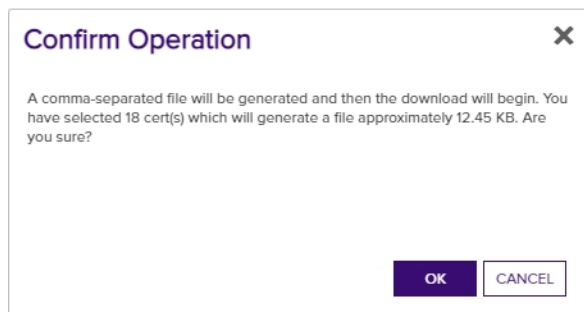 Confirm Operation
A comma-separated file will be generated and then the download will begin. You
have selected 18 cert(s) which will generate a file approximately 12.45 KB. Are
you sure?
OK
CANCEL